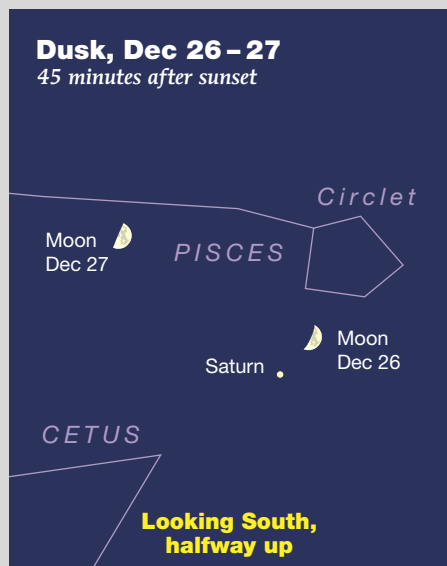 Dusk, Dec 26 – 27
45 minutes after sunset
Circlet
Moon
Dec 27
PISCES
Moon
Dec 26
Saturn
CETUS
Looking South,
halfway up